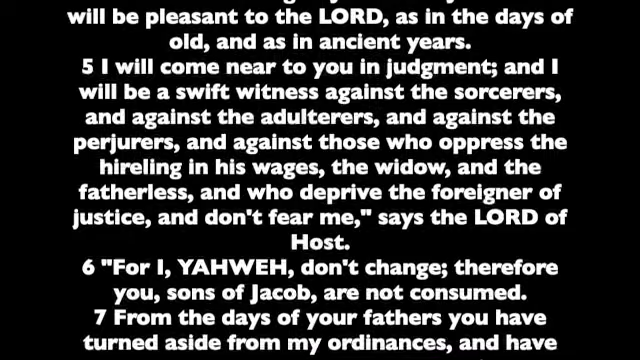 will be pleasant to the LORD, as in the days of
old, and as in ancient years.
5 I will come near to you in judgment; and I
will be a swift witness against the sorcerers,
and against the adulterers, and against the
perjurers, and against those who oppress the
hireling in his wages, the widow, and the
fatherless, and who deprive the foreigner of
justice, and don't fear me," says the LORD of
Host.
6 "For I, YAHWEH, don't change; therefore
you, sons of Jacob, are not consumed.
7 From the days of your fathers you have
turned aside from my ordinances, and have